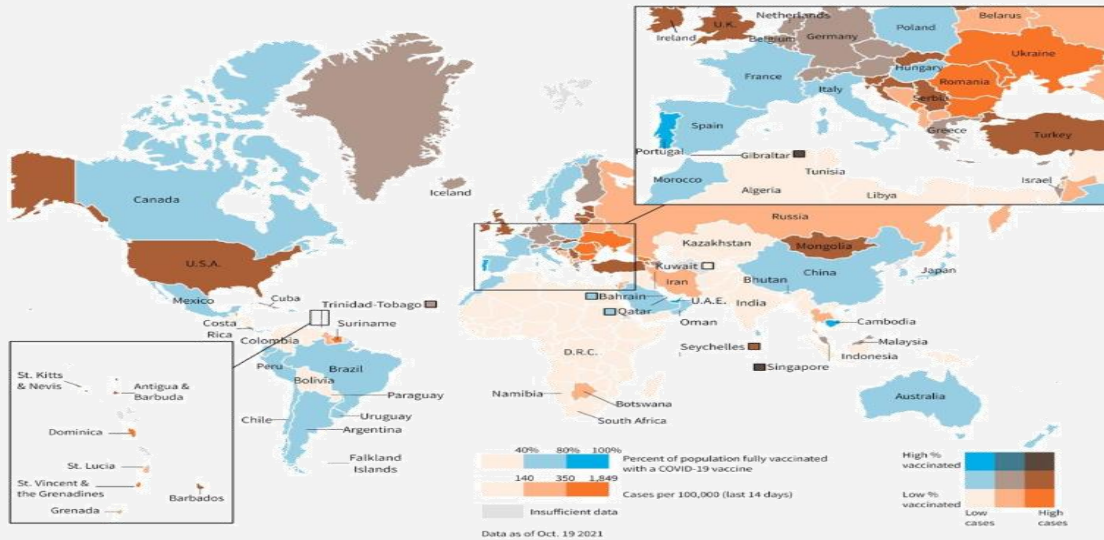 Netherlands
U.K.
Ireland
Belgium
Germany
Poland
Belarus
Ukraine
France
Hungary
Romania
Italy
Serbia
Spain
Greece
Turkey
Portugal
Gibraltar
Tunisia
Morocco
Algeria
Libya
Israel
Iceland
Canada
Russia
U.S.A.
Kazakhstan
Mongolia
Kuwait
Iran
Bhutan
China
Japan
Mexico
Cuba
Trinidad-Tobago
Bahrain
U.A.E.
India
Costa
Rica
Suriname
Qatar
Oman
Cambodia
Colombia
Seychelles
Malaysia
Indonesia
Peru
Brazil
D.R.C.
Singapore
Bolivia
Paraguay
Namibia
Botswana
South Africa
Australia
Chile
Uruguay
Argentina
Falkland
Islands
St. Kitts
& Nevis
Antigua &
Barbuda
Dominica
St. Lucia
St. Vincent &
the Grenadines
Barbados
Grenada
40% 80% 100%
Percent of population fully vaccinated
with a COVID-19 vaccine
140 350 1,849
Cases per 100,000 (last 14 days)
Insufficient data
Data as of Oct. 19 2021
High %
vaccinated
Low %
vaccinated
Low
cases
High
cases